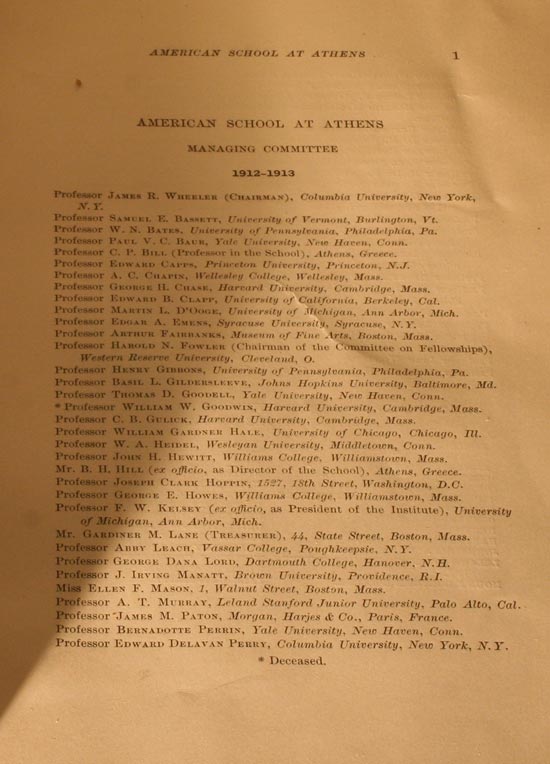 AMERICAN SCHOOL AT ATHENS 1
AMERICAN SCHOOL AT ATHENS
MANAGING COMMITTEE
1912–1913
Professor JAMES R. WHEELER (CHAIRMAN), Columbia University, New York,
N. Y.
Professor SAMUEL E. BASSETT, University of Vermont, Burlington, Vt.
Professor W. N. BATES, University of Pennsylvania, Philadelphia, Pa.
Professor PAUL V. C. BAUR, Yale University, New Haven, Conn.
Professor C. P. BILL (Professor in the School), Athens, Greece.
Professor EDWARD CAPPS, Princeton University, Princeton, N.J.
Professor A. C. CHAPIN, Wellesley College, Wellesley, Mass.
Professor GEORGE H. CHASE, Harvard University, Cambridge, Mass.
Professor EDWARD B. CLAPP, University of California, Berkeley, Cal.
Professor MARTIN L. D'OOGE, University of Michigan, Ann Arbor, Mich.
Professor EDGAR A. EMENS, Syracuse University, Syracuse, N.Y.
Professor ARTHUR FAIRBANKS, Museum of Fine Arts, Boston, Mass.
Professor HAROLD N. FOWLER (Chairman of the Committee on Fellowships),
Western Reserve University, Cleveland, O.
Professor HENRY GIBBONS, University of Pennsylvania, Philadelphia, Pa.
Professor BASIL L. GILDERSLEEVE, Johns Hopkins University, Baltimore, Md.
Professor THOMAS D. GOODELL, Yale University, New Haven, Conn.
* Professor WILLIAM W. GOODWIN, Harvard University, Cambridge, Mass.
Professor C. B. GULICK, Harvard University, Cambridge, Mass.
Professor WILLIAM GARDNER HALE, University of Chicago, Chicago, Ill.
Professor W. A. HEIDEL, Wesleyan University, Middletown, Conn.
Professor JOHN H. HEWITT, Williams College, Williamstown, Mass.
Mr. B. H. HILL (ex officio, as Director of the School), Athens, Greece.
Professor JOSEPH CLARK HOPPIN, 1527, 18th Street, Washington, D.C.
Professor GEORGE E. HOWES, Williams College, Williamstown, Mass.
Professor F. W. KELSEY (ex officio, as President of the Institute), University
of Michigan, Ann Arbor, Mich.
Mr. GARDINER M. LANE (TREASURER), 44, State Street, Boston, Mass.
Professor ABBY LEACH, Vassar College, Poughkeepsie, N.Y.
Professor GEORGE DANA LORD, Dartmouth College, Hanover, N.H.
Professor J. IRVING MANATT, Brown University, Providence, R.I.
Miss ELLEN F. MASON, 1, Walnut Street, Boston, Mass.
Professor A. T. MURRAY, Leland Stanford Junior University, Palo Alto, Cal.
Professor JAMES M. PATON, Morgan, Harjes & Co., Paris, France.
Professor BERNADOTTE PERRIN, Yale University, New Haven, Conn.
Professor EDWARD DELAVAN PERRY, Columbia University, New York, N.Y.
* Deceased.